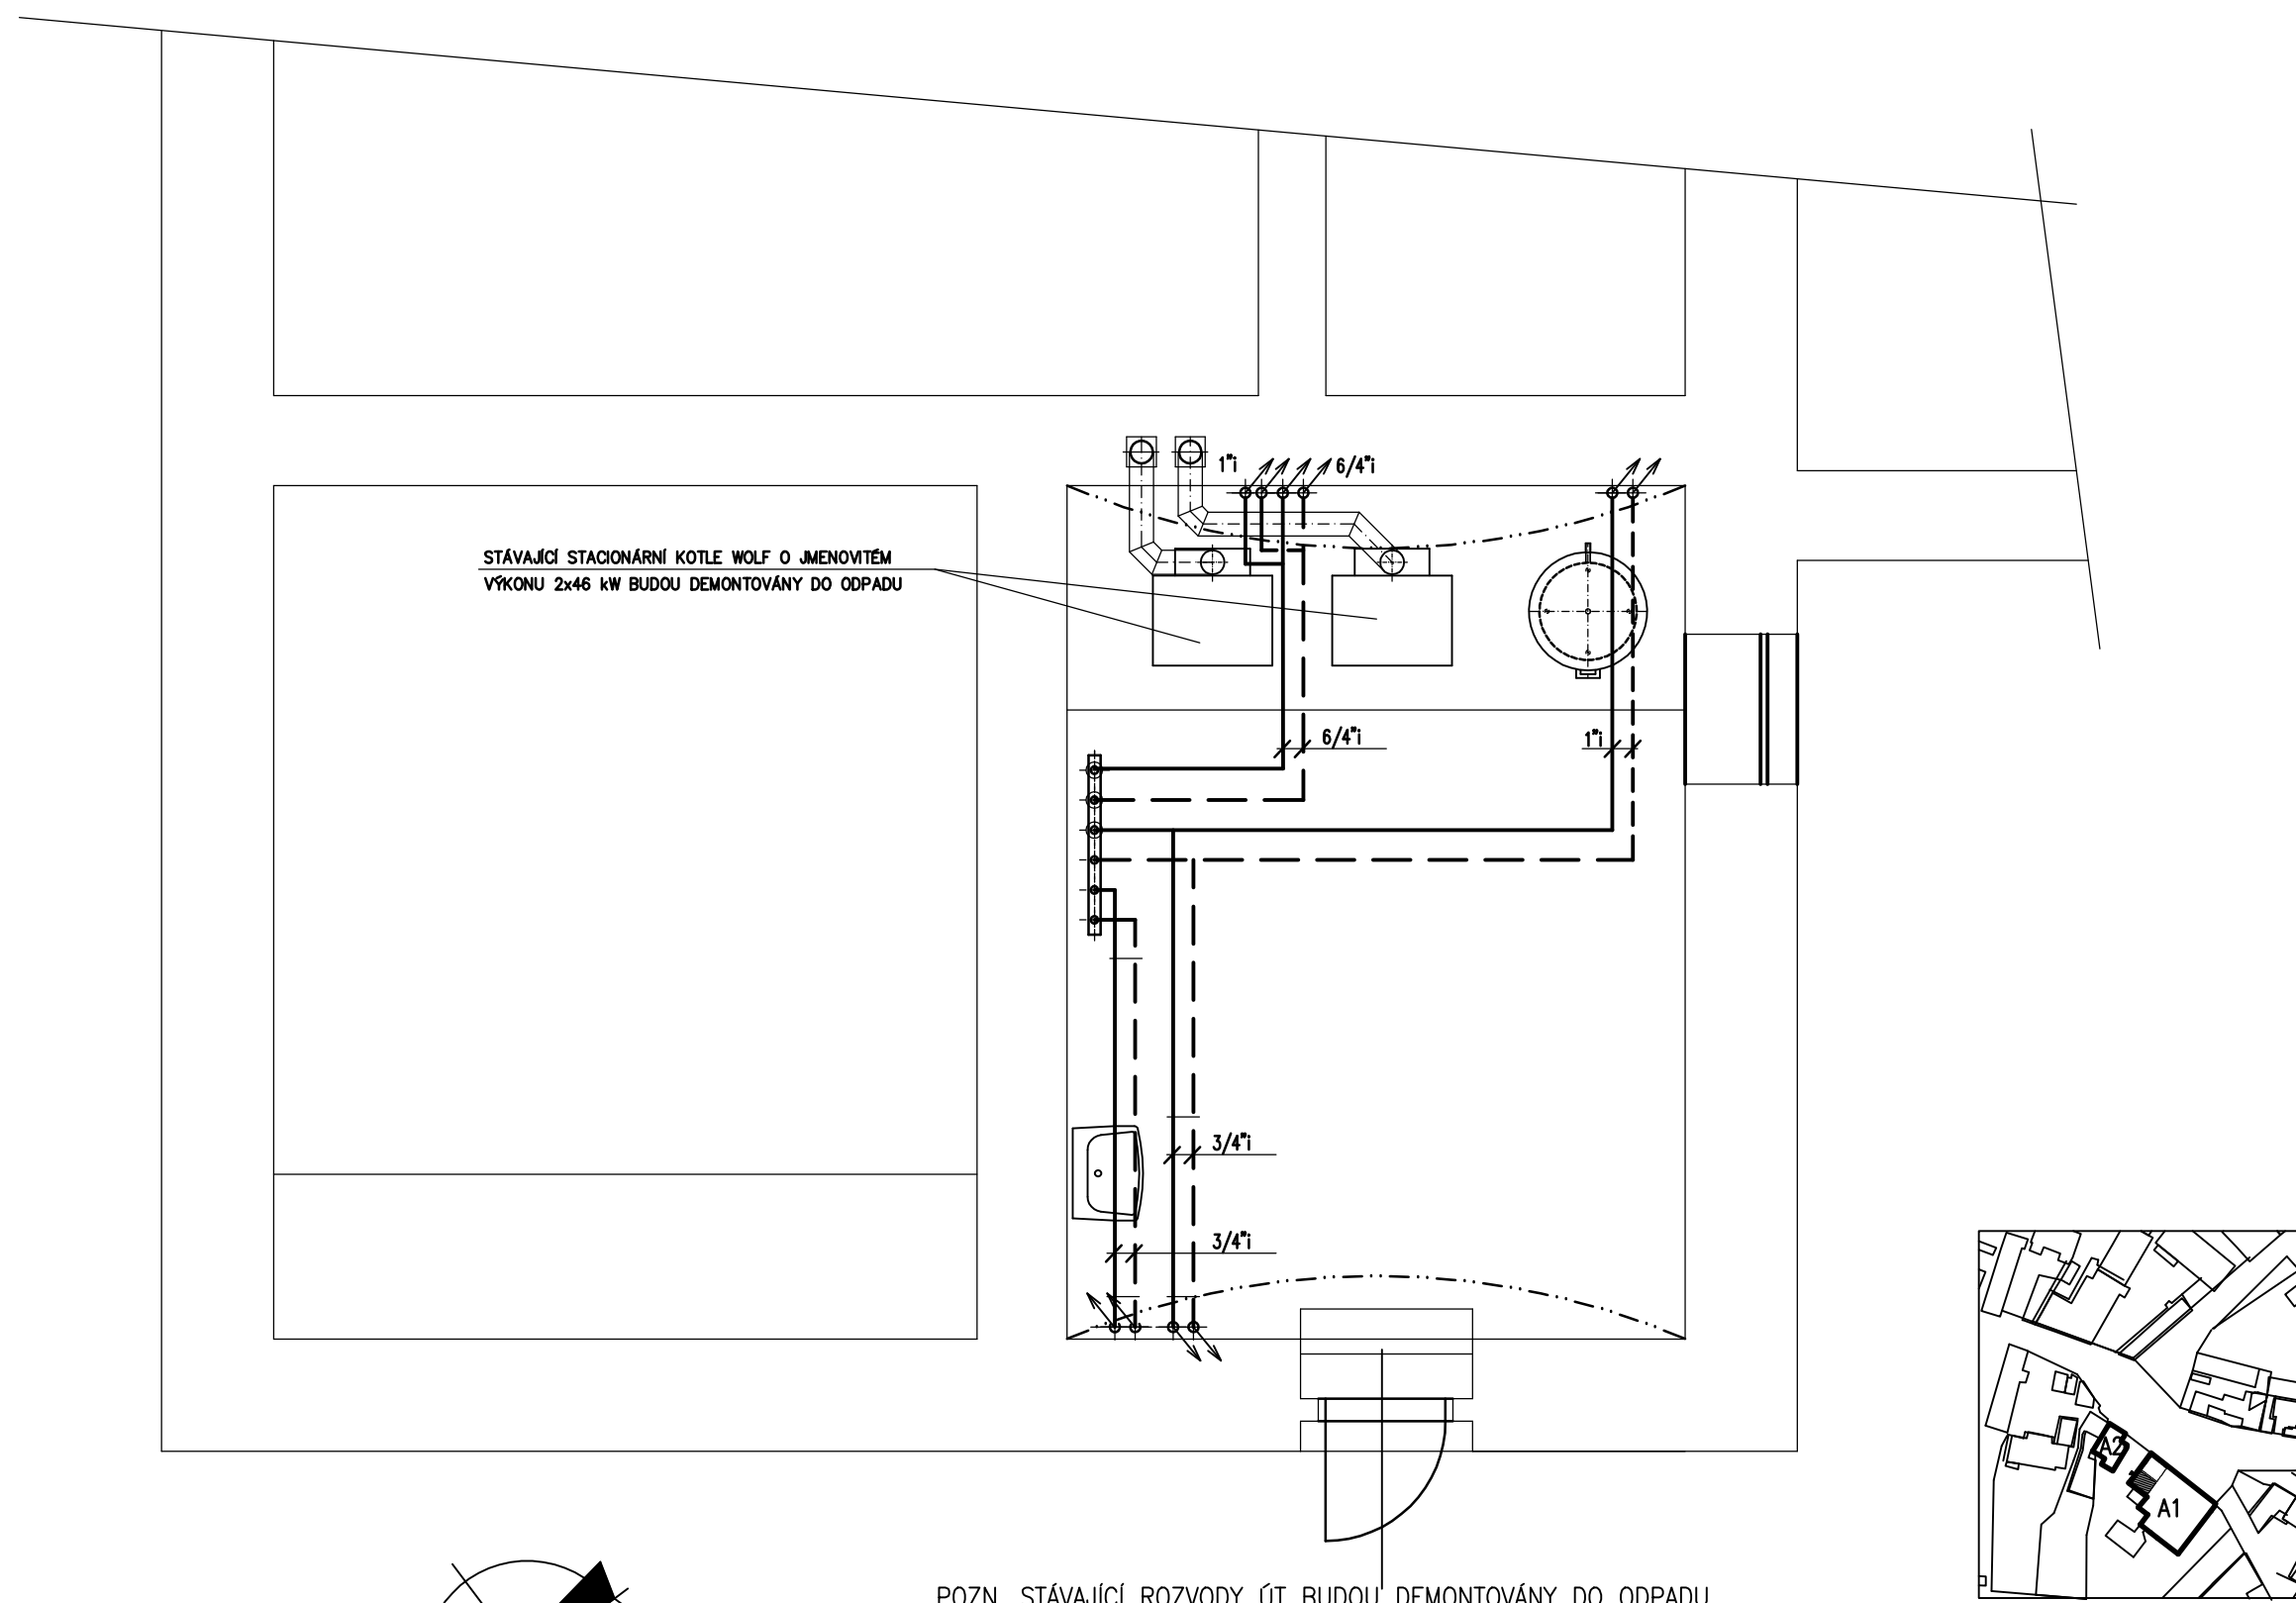 1"i
6/4"i
STÁVAJÍCÍ STACIONÁRNÍ KOTLE WOLF O JMENOVITÉM
VÝKONU 2x46 kW BUDOU DEMONTOVÁNY DO ODPADU
6/4"i
1"i
3/4"i
3/4"i
A2
A1
POZN. STÁVAJÍCÍ ROZVODY ÚT BUDOU DEMONTOVÁNY DO ODPADU